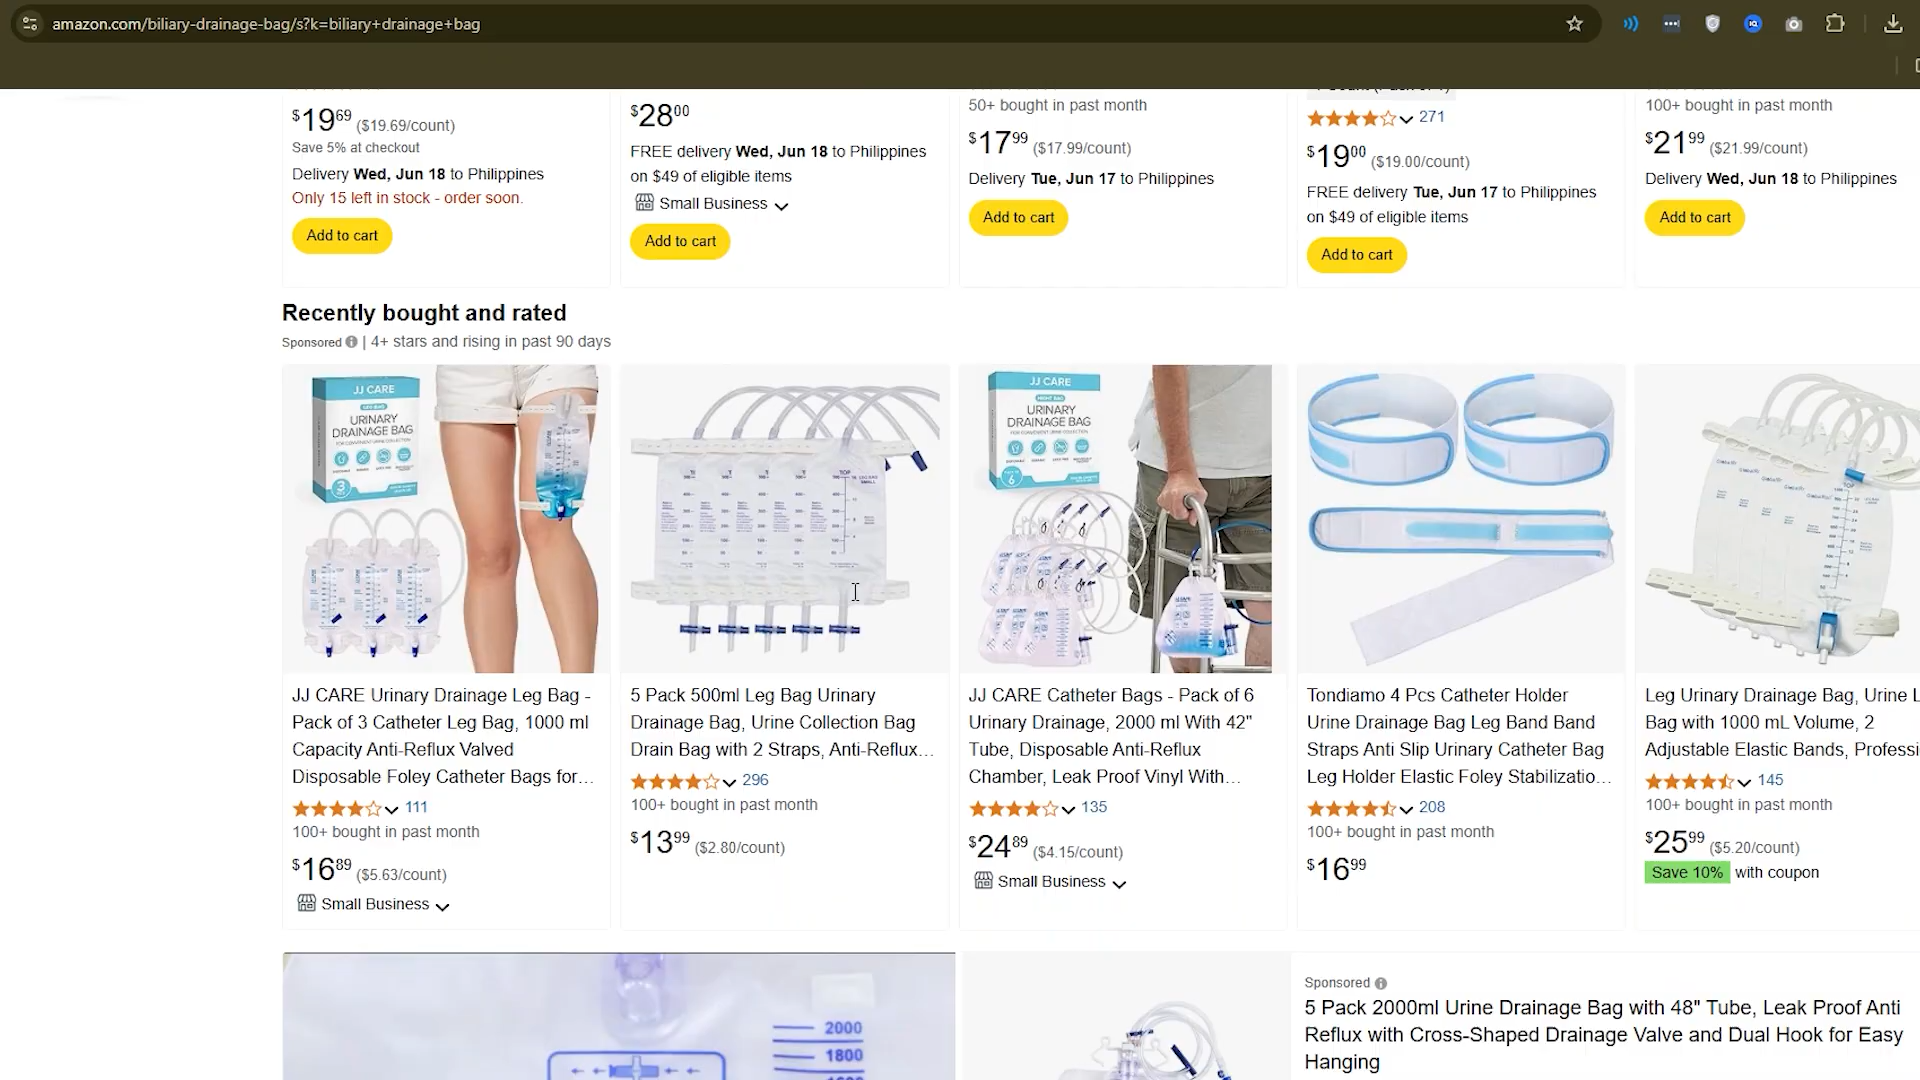 amazon.com/biliary-drainage-bag/s?k=biliary+drainage+bag
$19.69 ($19.69/count)
Save 5% at checkout
Delivery Wed, Jun 18 to Philippines
Only 15 left in stock - order soon.
Add to cart
$28.00
FREE delivery Wed, Jun 18 to Philippines
on $49 of eligible items
Small Business
Add to cart
50+ bought in past month
$17.99 ($17.99/count)
Delivery Tue, Jun 17 to Philippines
Add to cart
271
$19.00 ($19.00/count)
FREE delivery Tue, Jun 17 to Philippines
on $49 of eligible items
Add to cart
100+ bought in past month
$21.99 ($21.99/count)
Delivery Wed, Jun 18 to Philippines
Add to cart
Recently bought and rated
Sponsored | 4+ stars and rising in past 90 days
JJ CARE
URINARY
DRAINAGE BAG
3
JJ CARE Urinary Drainage Leg Bag -
Pack of 3 Catheter Leg Bag, 1000 ml
Capacity Anti-Reflux Valved
Disposable Foley Catheter Bags for...
111
100+ bought in past month
$16.89 ($5.63/count)
Small Business
TOP
5 Pack 500ml Leg Bag Urinary
Drainage Bag, Urine Collection Bag
Drain Bag with 2 Straps, Anti-Reflux...
296
100+ bought in past month
$13.99 ($2.80/count)
JJ CARE
URINARY
DRAINAGE BAG
6
JJ CARE Catheter Bags - Pack of 6
Urinary Drainage, 2000 ml With 42"
Tube, Disposable Anti-Reflux
Chamber, Leak Proof Vinyl With...
135
$24.89 ($4.15/count)
Small Business
Tondiamo 4 Pcs Catheter Holder
Urine Drainage Bag Leg Band Band
Straps Anti Slip Urinary Catheter Bag
Leg Holder Elastic Foley Stabilizatio...
208
100+ bought in past month
$16.99
Leg Urinary Drainage Bag, Urine L
Bag with 1000 mL Volume, 2
Adjustable Elastic Bands, Professi
145
100+ bought in past month
$25.99 ($5.20/count)
Save 10% with coupon
2000
1800
Sponsored
5 Pack 2000ml Urine Drainage Bag with 48" Tube, Leak Proof Anti
Reflux with Cross-Shaped Drainage Valve and Dual Hook for Easy
Hanging